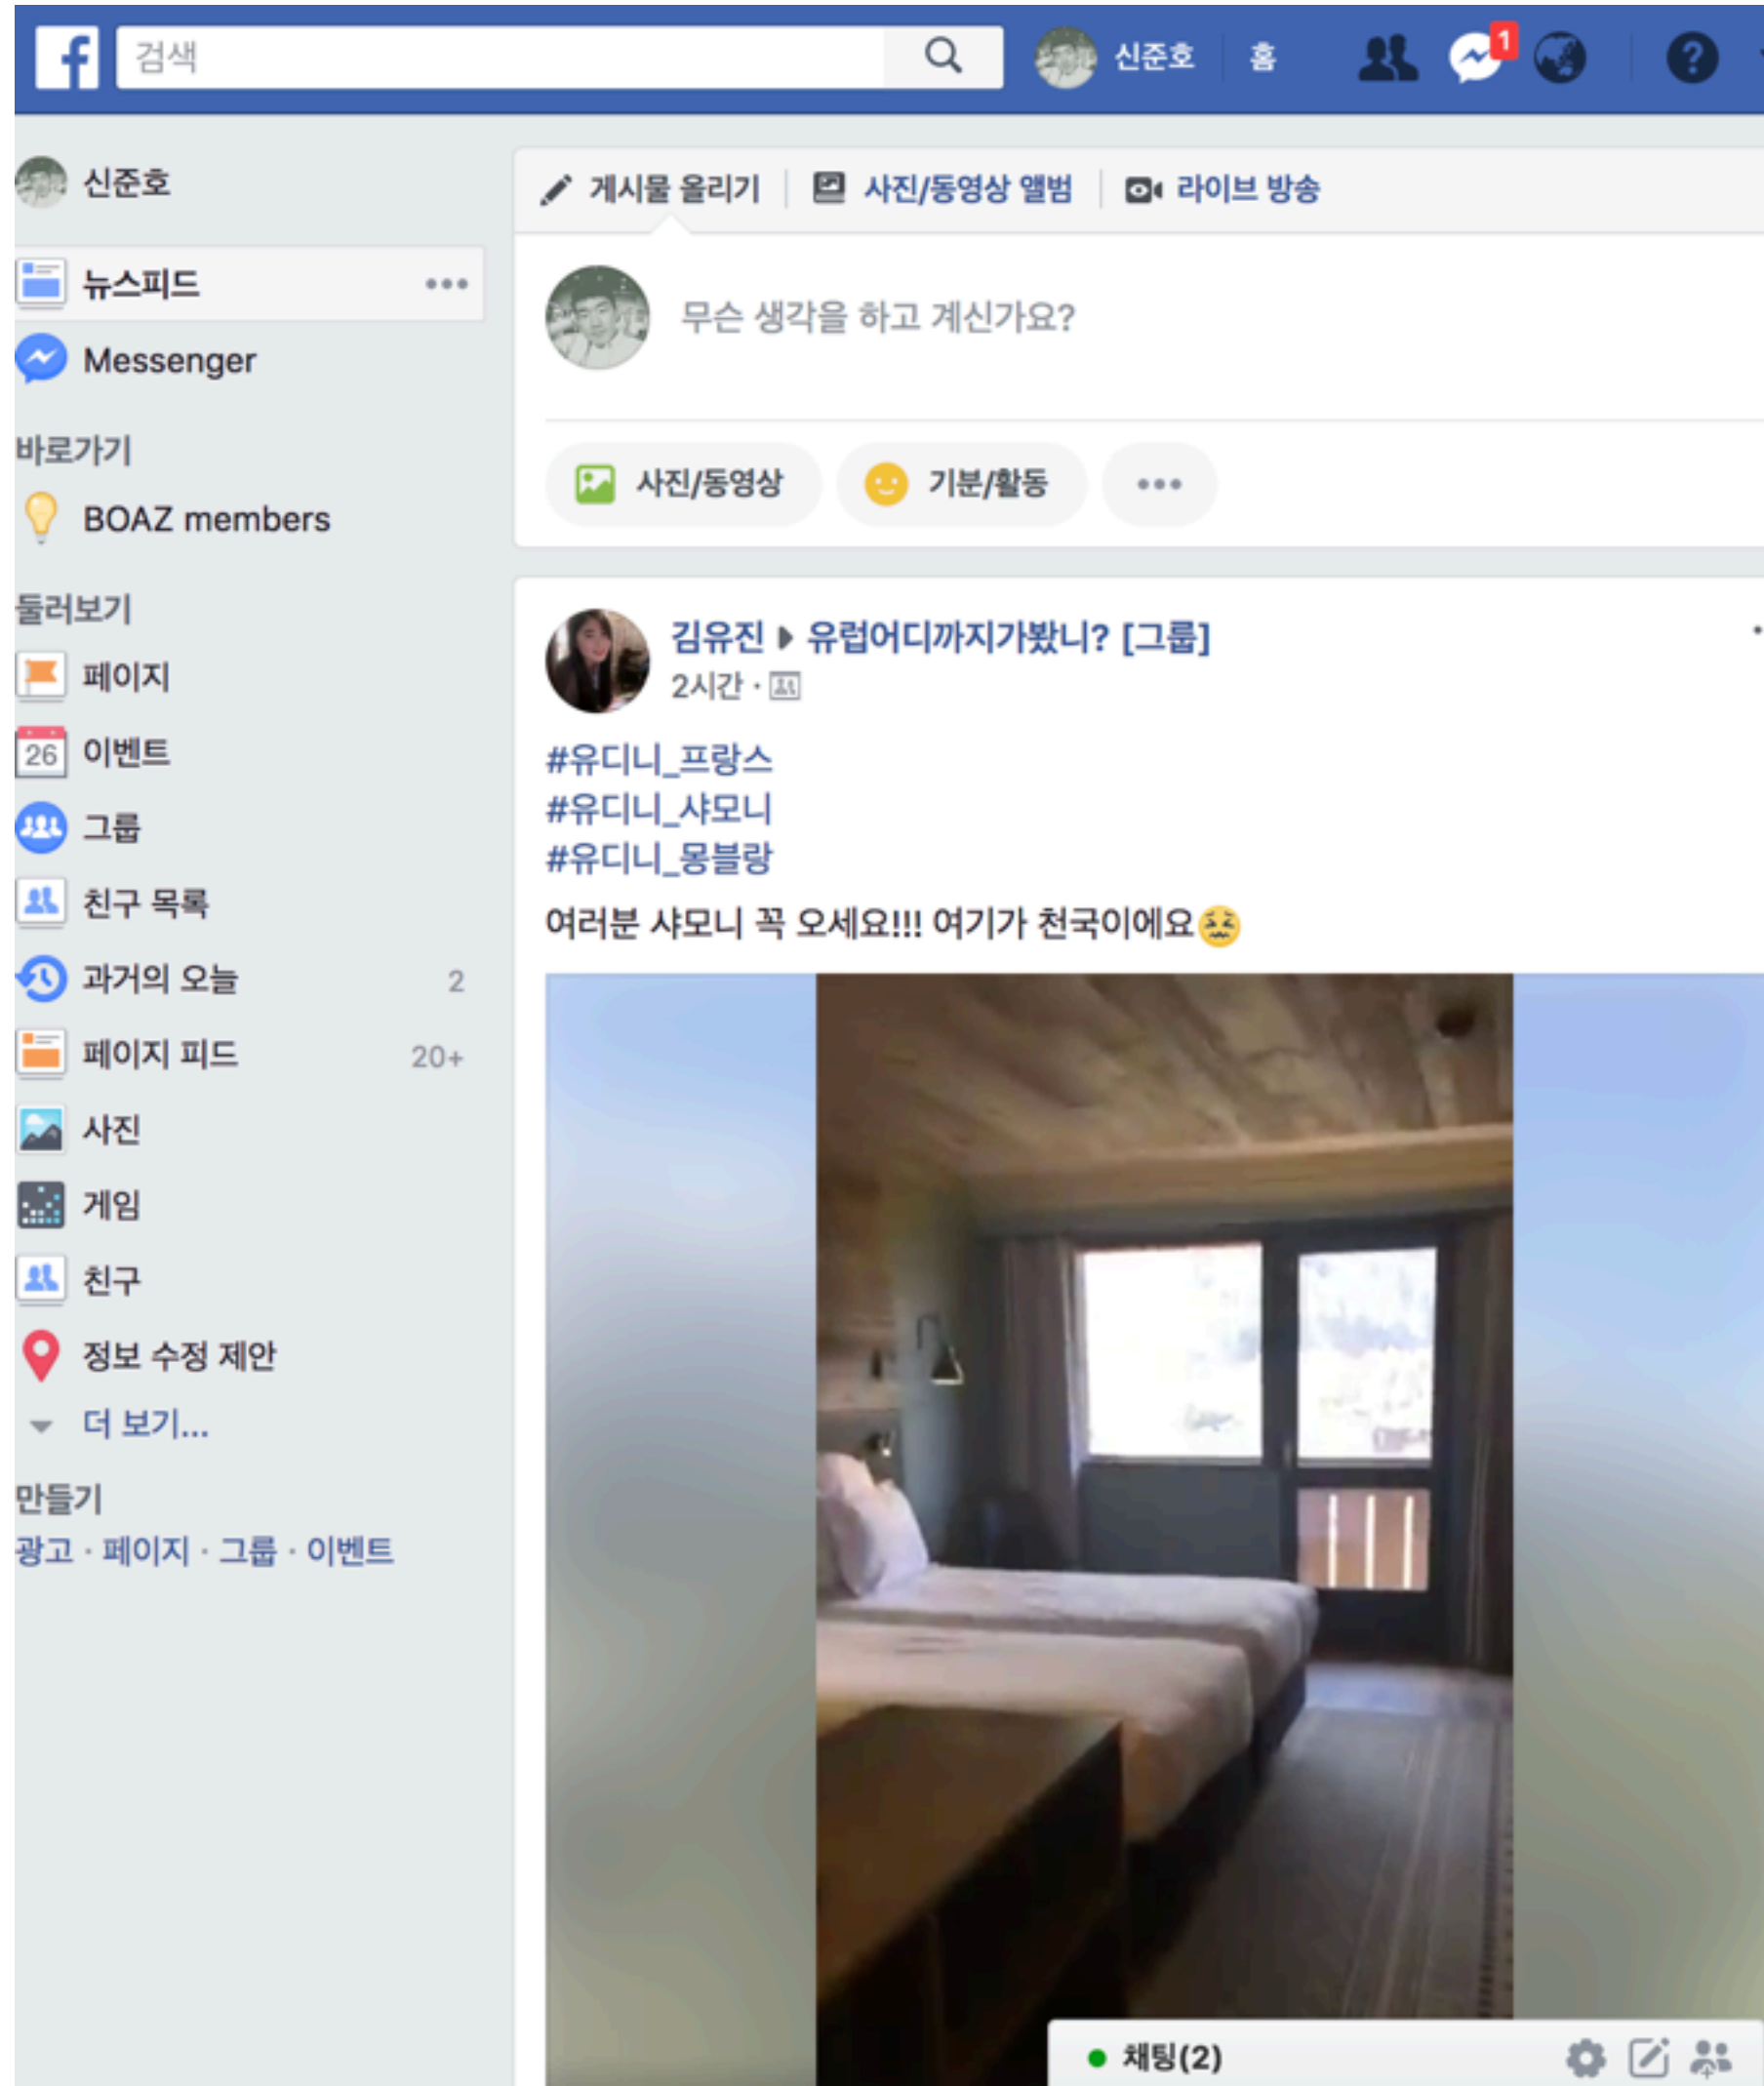 f 검색 신준호 홈 1 ?
신준호
뉴스피드
Messenger
바로가기
BOAZ members
둘러보기
페이지
26 이벤트
그룹
친구 목록
과거의 오늘 2
페이지 피드 20+
사진
게임
친구
정보 수정 제안
더 보기...
만들기
광고 · 페이지 · 그룹 · 이벤트
게시물 올리기 사진/동영상 앨범 라이브 방송
무슨 생각을 하고 계신가요?
사진/동영상 기분/활동
김유진 ▶ 유럽어디까지가봤니? [그룹]
2시간 ·
#유디니_프랑스
#유디니_샤모니
#유디니_몽블랑
여러분 샤모니 꼭 오세요!!! 여기가 천국이에요😖
채팅(2)